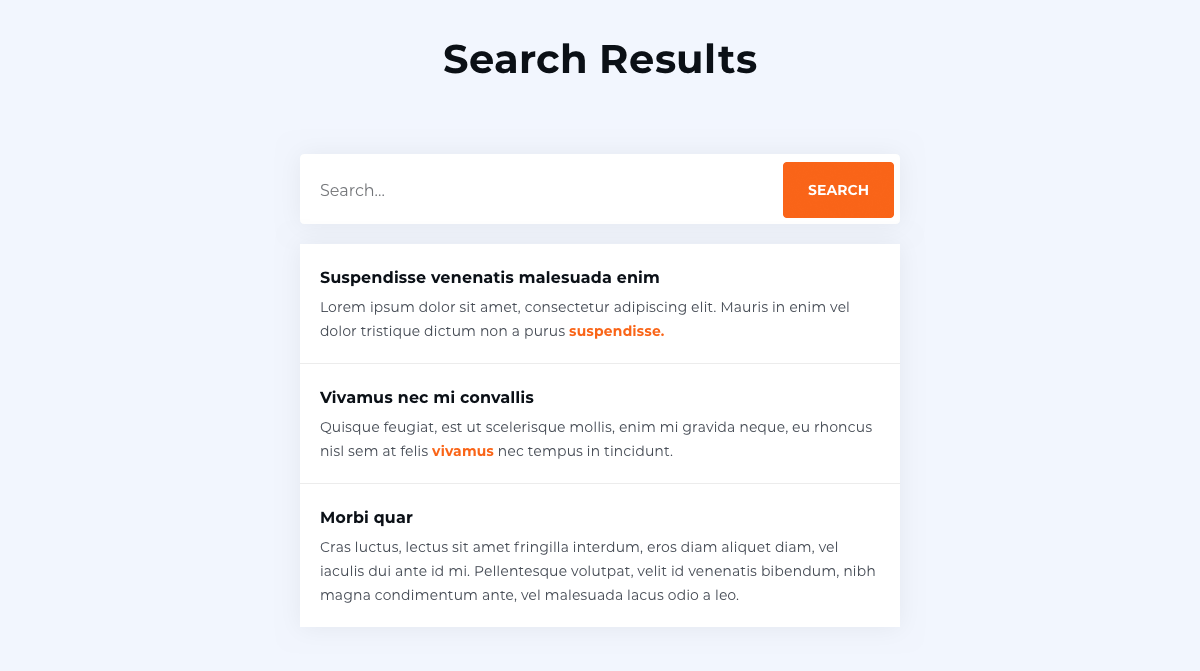 Search Results
Search...
SEARCH
Suspendisse venenatis malesuada enim
Lorem ipsum dolor sit amet, consectetur adipiscing elit. Mauris in enim vel
dolor tristique dictum non a purus suspendisse.
Vivamus nec mi convallis
Quisque feugiat, est ut scelerisque mollis, enim mi gravida neque, eu rhoncus
nisl sem at felis vivamus nec tempus in tincidunt.
Morbi quar
Cras luctus, lectus sit amet fringilla interdum, eros diam aliquet diam, vel
iaculis dui ante id mi. Pellentesque volutpat, velit id venenatis bibendum, nibh
magna condimentum ante, vel malesuada lacus odio a leo.